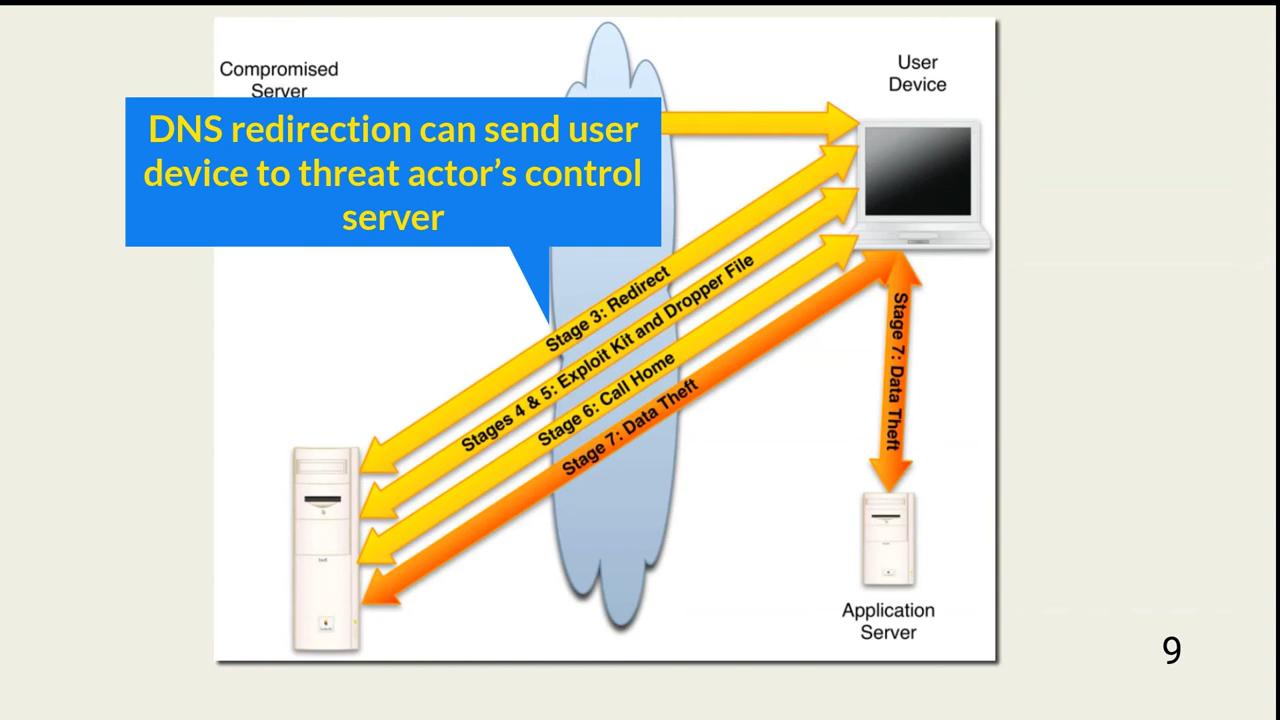 Compromised
Server
User
Device
DNS redirection can send user
device to threat actor’s control
server
Stage 3: Redirect
Stages 4 & 5: Exploit Kit and Dropper File
Stage 6: Call Home
Stage 7: Data Theft
Stage 7: Data Theft
Application
Server
9